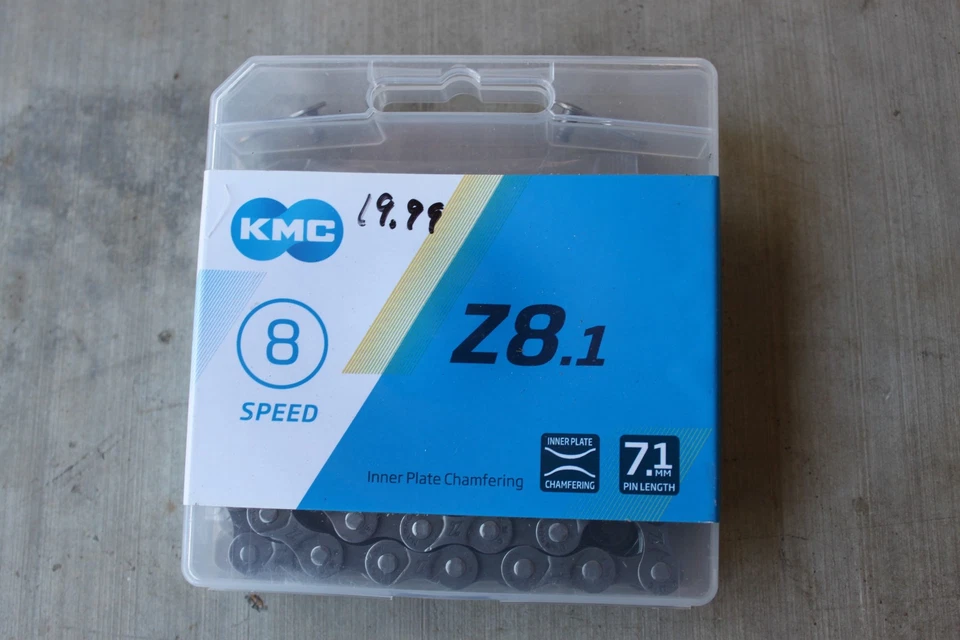 KMC
19.99
8
SPEED
Z8.1
Inner Plate Chamfering
INNER PLATE
CHAMFERING
7.1
MM
PIN LENGTH